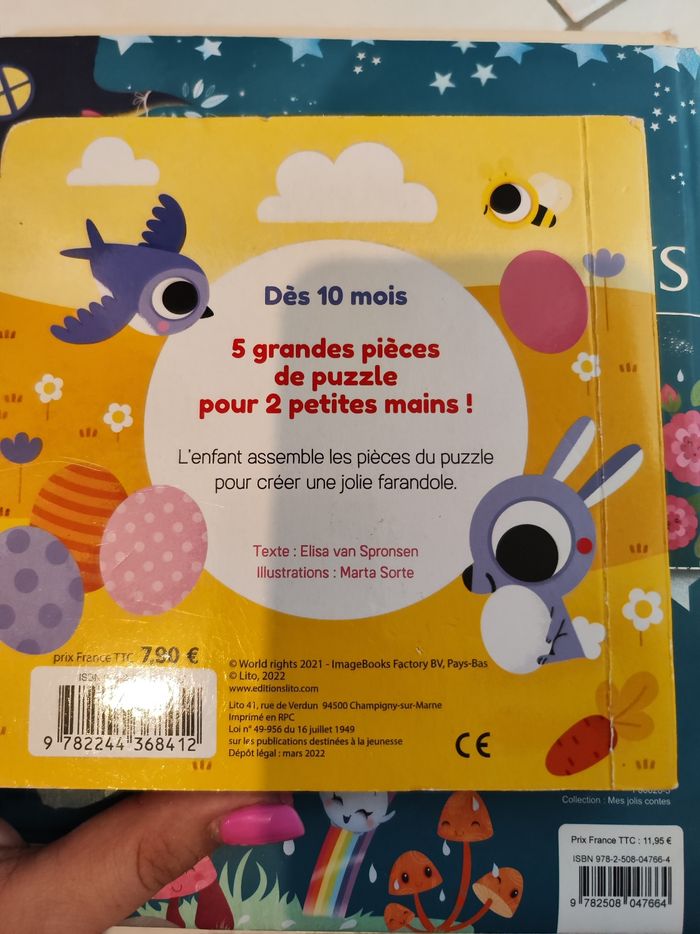 YS
Dès 10 mois
5 grandes pièces
de puzzle
pour 2 petites mains !
L'enfant assemble les pièces du puzzle
pour créer une jolie farandole.
Texte : Elisa van Spronsen
Illustrations : Marta Sorte
prix France TTC 7,90 €
ISBN
9 782244 368412
© World rights 2021 - ImageBooks Factory BV, Pays-Bas
© Lito, 2022
www.editionslito.com
Lito 41, rue de Verdun 94500 Champigny-sur-Marne
Imprimé en RPC
Loi n° 49-956 du 16 juillet 1949
sur les publications destinées à la jeunesse
Dépôt légal : mars 2022
CE
Collection : Mes jolis contes
Prix France TTC : 11,95 €
ISBN 978-2-508-04766-4
9 782508 047664